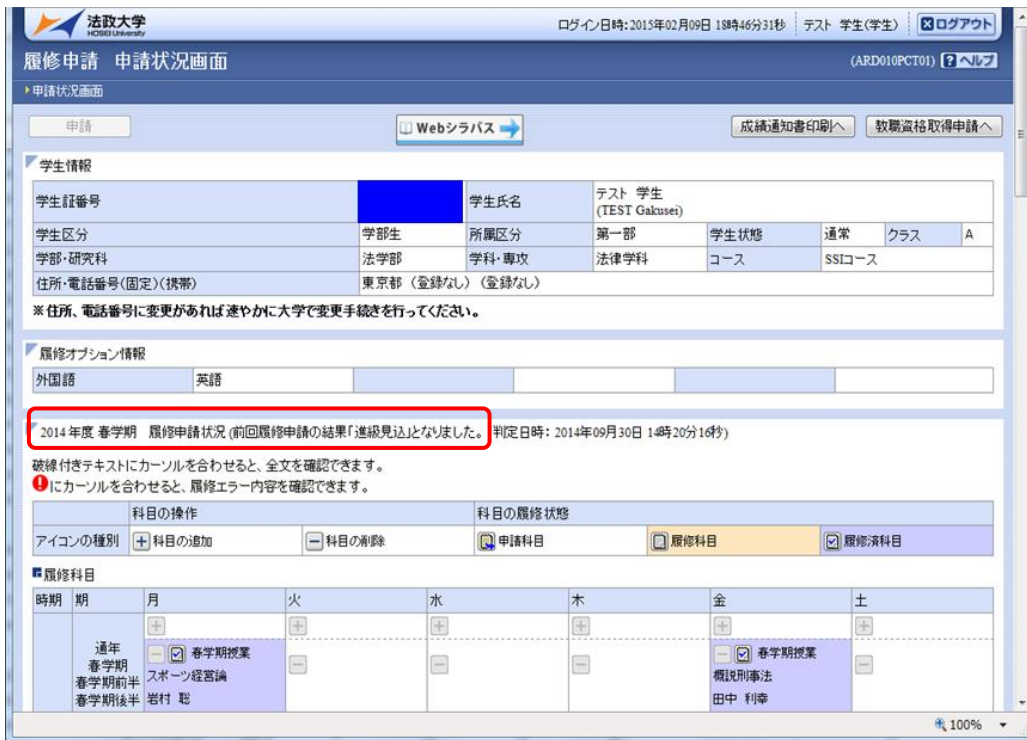 法政大学
HOSEI University
ログイン日時：2015年02月09日 18時46分31秒 テスト 学生(学生) ログアウト
履修申請 申請状況画面
(ARD010PCT01) ヘルプ
申請状況画面
申請 Webシラバス 成績通知書印刷へ 教職資格取得申請へ
学生情報
学生証番号 学生氏名 テスト 学生
(TEST Gakusei)
学生区分 学部生 所属区分 第一部 学生状態 通常 クラス A
学部・研究科 法学部 学科・専攻 法律学科 コース SSIコース
住所・電話番号(固定)(携帯) 東京都 (登録なし) (登録なし)
※住所、電話番号に変更があれば速やかに大学で変更手続きを行ってください。
履修オプション情報
外国語 英語
2014年度 春学期 履修申請状況 (前回履修申請の結果「進級見込」となりました。 判定日時： 2014年09月30日 14時20分16秒)
破線付きテキストにカーソルを合わせると、全文を確認できます。
にカーソルを合わせると、履修エラー内容を確認できます。
科目の操作 科目の履修状態
アイコンの種別 科目の追加 科目の削除 申請科目 履修科目 履修済科目
履修科目
時期 期 月 火 水 木 金 土
通年
春学期
春学期前半
春学期後半
春学期授業
スポーツ経営論
岩村 聡
春学期授業
概説刑事法
田中 利幸
100%